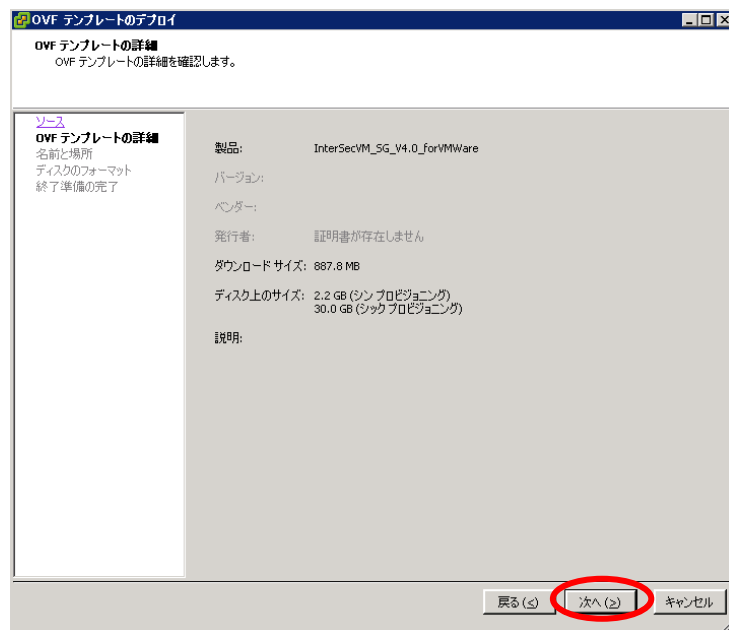 OVF テンプレートのデプロイ
OVF テンプレートの詳細
OVF テンプレートの詳細を確認します。
ソース
OVF テンプレートの詳細
名前と場所
ディスクのフォーマット
終了準備の完了
製品: InterSecVM_SG_V4.0_forVMWare
バージョン:
ベンダー:
発行者: 証明書が存在しません
ダウンロード サイズ: 887.8 MB
ディスク上のサイズ: 2.2 GB (シン プロビジョニング)
30.0 GB (シック プロビジョニング)
説明:
戻る(≤) 次へ(≥) キャンセル